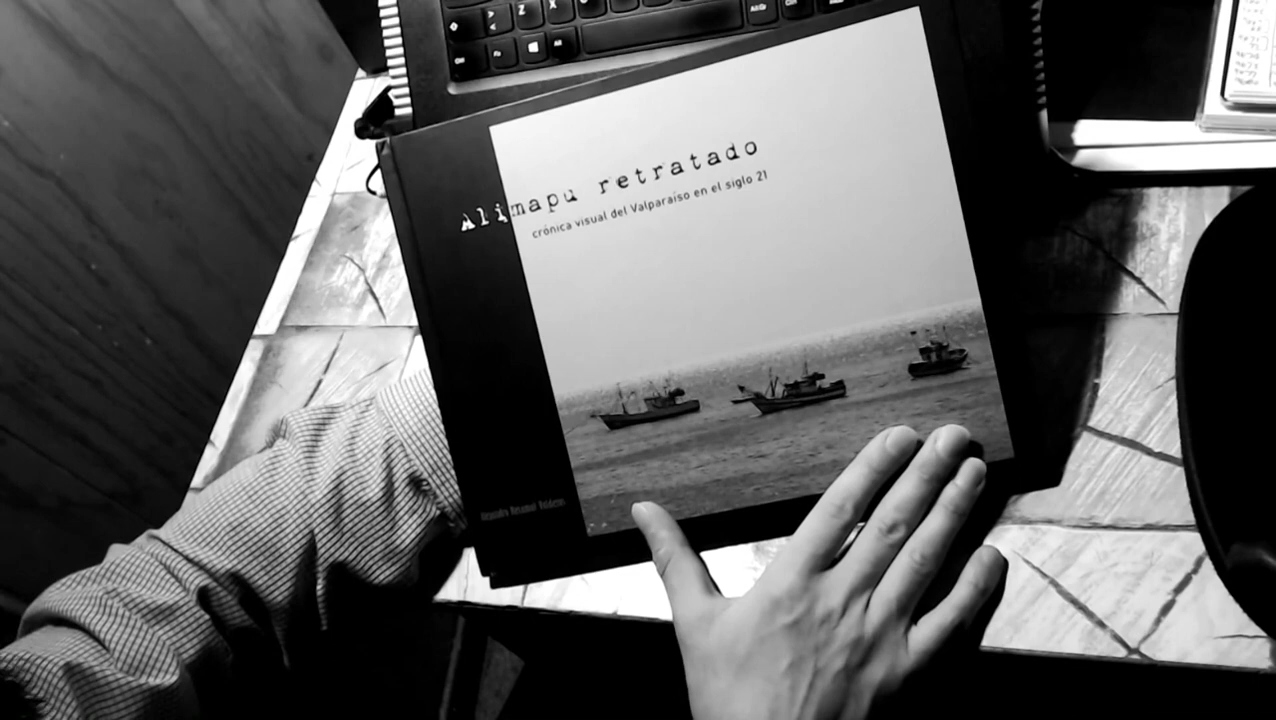 Alimapu retratado
crónica visual del Valparaíso en el siglo 21